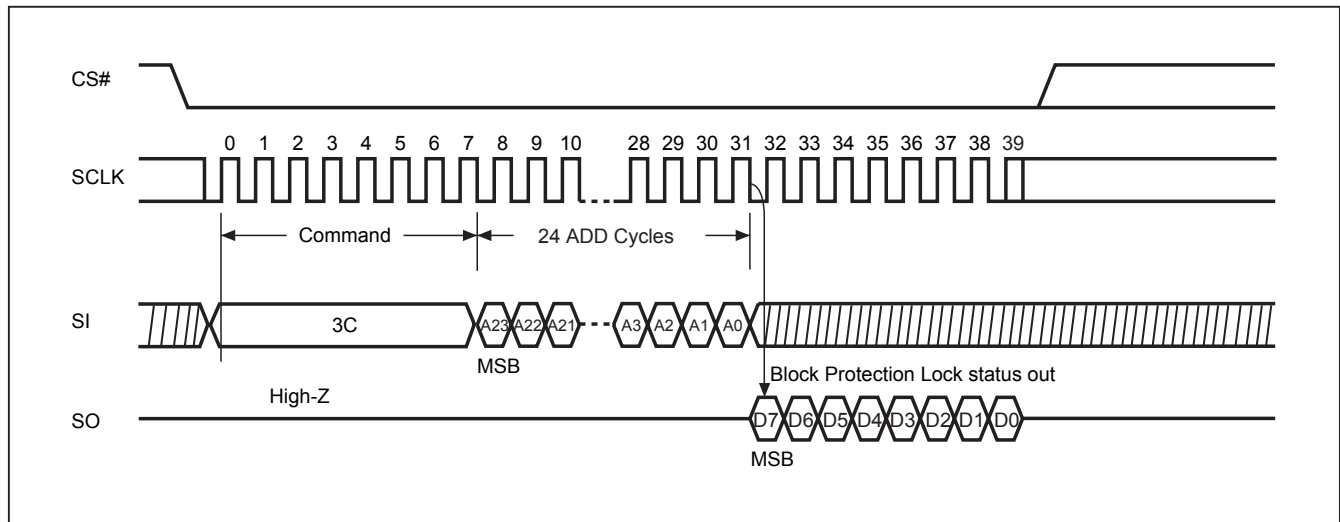 CS#
0 1 2 3 4 5 6 7 8 9 10 28 29 30 31 32 33 34 35 36 37 38 39
SCLK
Command 24 ADD Cycles
SI 3C A23 A22 A21 A3 A2 A1 A0
MSB
Block Protection Lock status out
High-Z
SO D7 D6 D5 D4 D3 D2 D1 D0
MSB